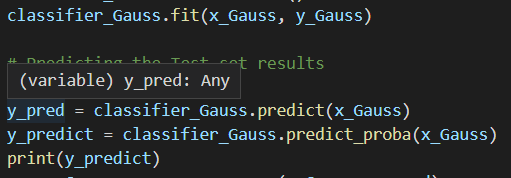 classifier_Gauss.fit(x_Gauss, y_Gauss)
# Predicting the Test set results
(variable) y_pred: Any
y_pred = classifier_Gauss.predict(x_Gauss)
y_predict = classifier_Gauss.predict_proba(x_Gauss)
print(y_predict)